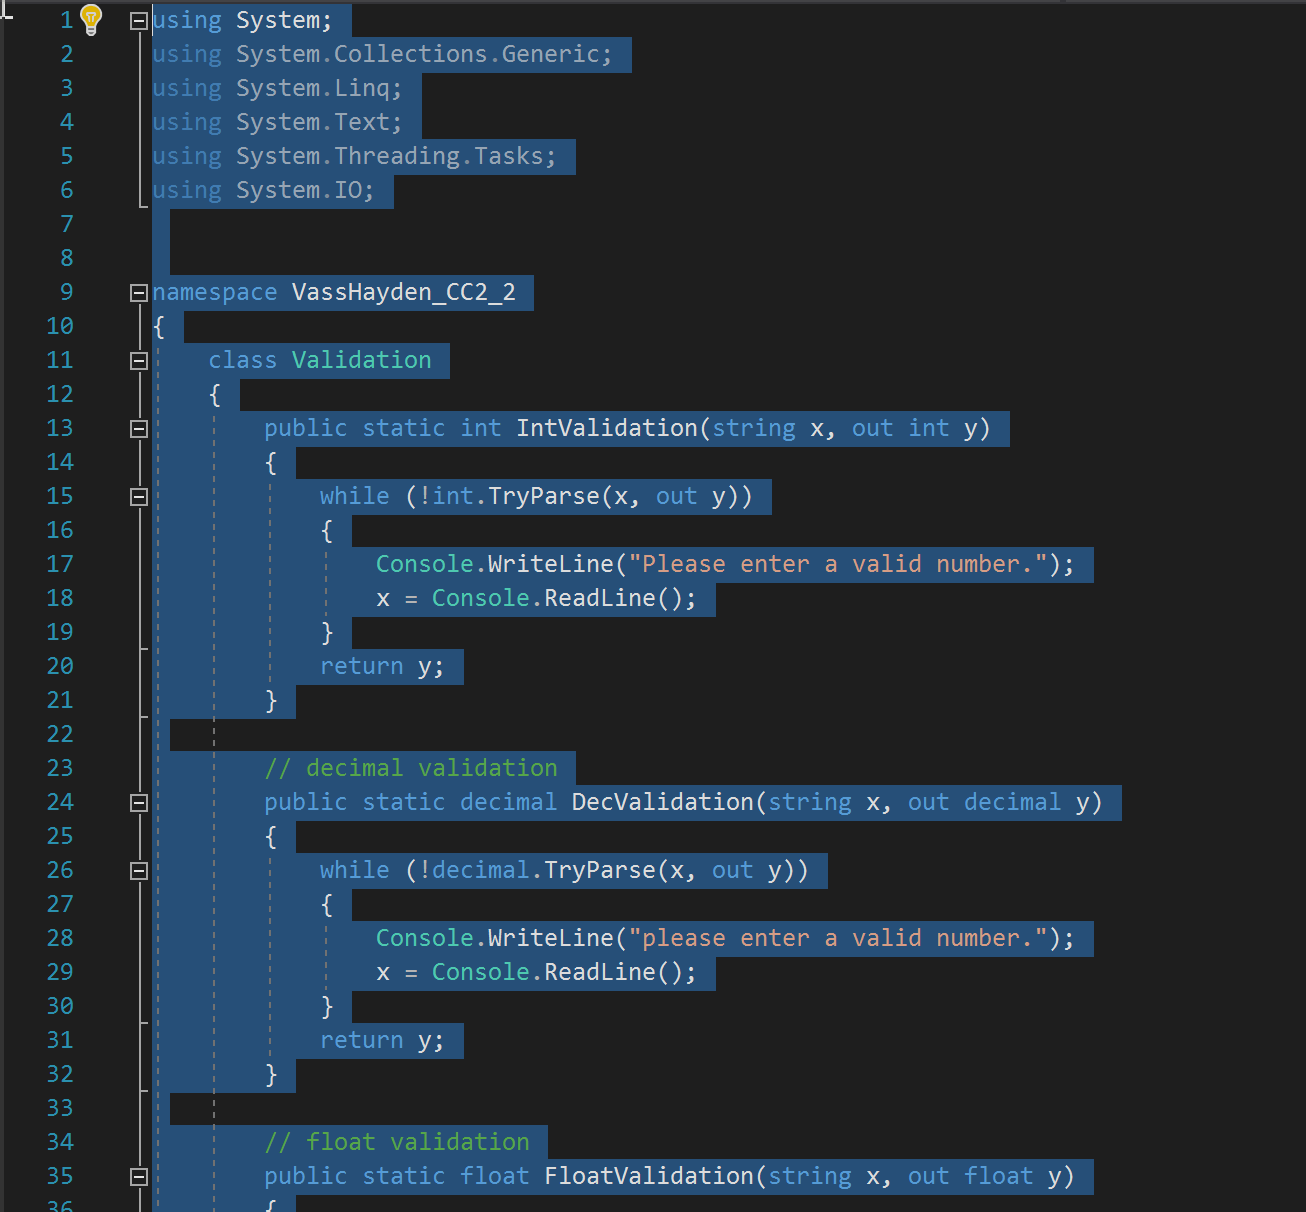 1 using System;
2 using System.Collections.Generic;
3 using System.Linq;
4 using System.Text;
5 using System.Threading.Tasks;
6 using System.IO;
7
8
9 namespace VassHayden_CC2_2
10 {
11     class Validation
12     {
13         public static int IntValidation(string x, out int y)
14         {
15             while (!int.TryParse(x, out y))
16             {
17                 Console.WriteLine("Please enter a valid number.");
18                 x = Console.ReadLine();
19             }
20             return y;
21         }
22
23         // decimal validation
24         public static decimal DecValidation(string x, out decimal y)
25         {
26             while (!decimal.TryParse(x, out y))
27             {
28                 Console.WriteLine("please enter a valid number.");
29                 x = Console.ReadLine();
30             }
31             return y;
32         }
33
34         // float validation
35         public static float FloatValidation(string x, out float y)
36         {